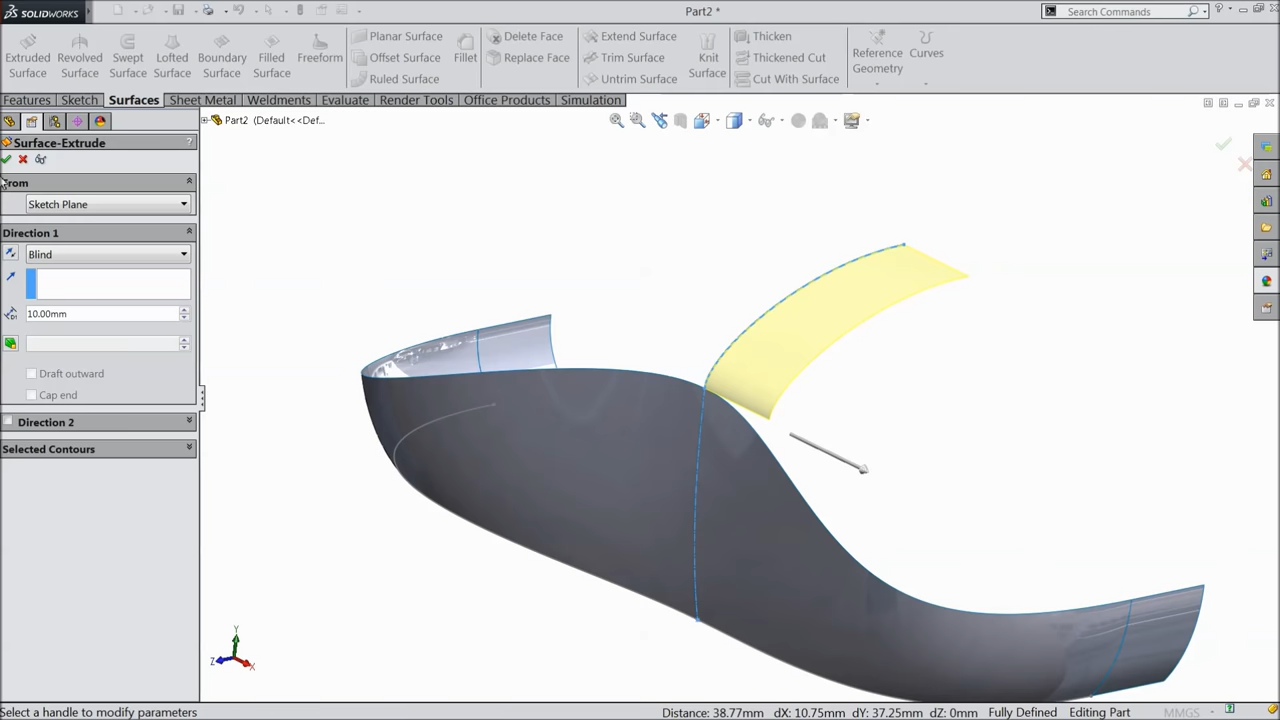 SOLIDWORKS
Part2 *
Search Commands
Extruded Surface
Revolved Surface
Swept Surface
Lofted Surface
Boundary Surface
Filled Surface
Freeform
Planar Surface
Offset Surface
Ruled Surface
Fillet
Delete Face
Replace Face
Extend Surface
Trim Surface
Untrim Surface
Knit Surface
Thicken
Thickened Cut
Cut With Surface
Reference Geometry
Curves
Features
Sketch
Surfaces
Sheet Metal
Weldments
Evaluate
Render Tools
Office Products
Simulation
Part2 (Default<<Def...
Surface-Extrude
?
From
Sketch Plane
Direction 1
Blind
10.00mm
Draft outward
Cap end
Direction 2
Selected Contours
Y
Z
X
Select a handle to modify parameters
Distance: 38.77mm dX: 10.75mm dY: 37.25mm dZ: 0mm Fully Defined Editing Part MMGS